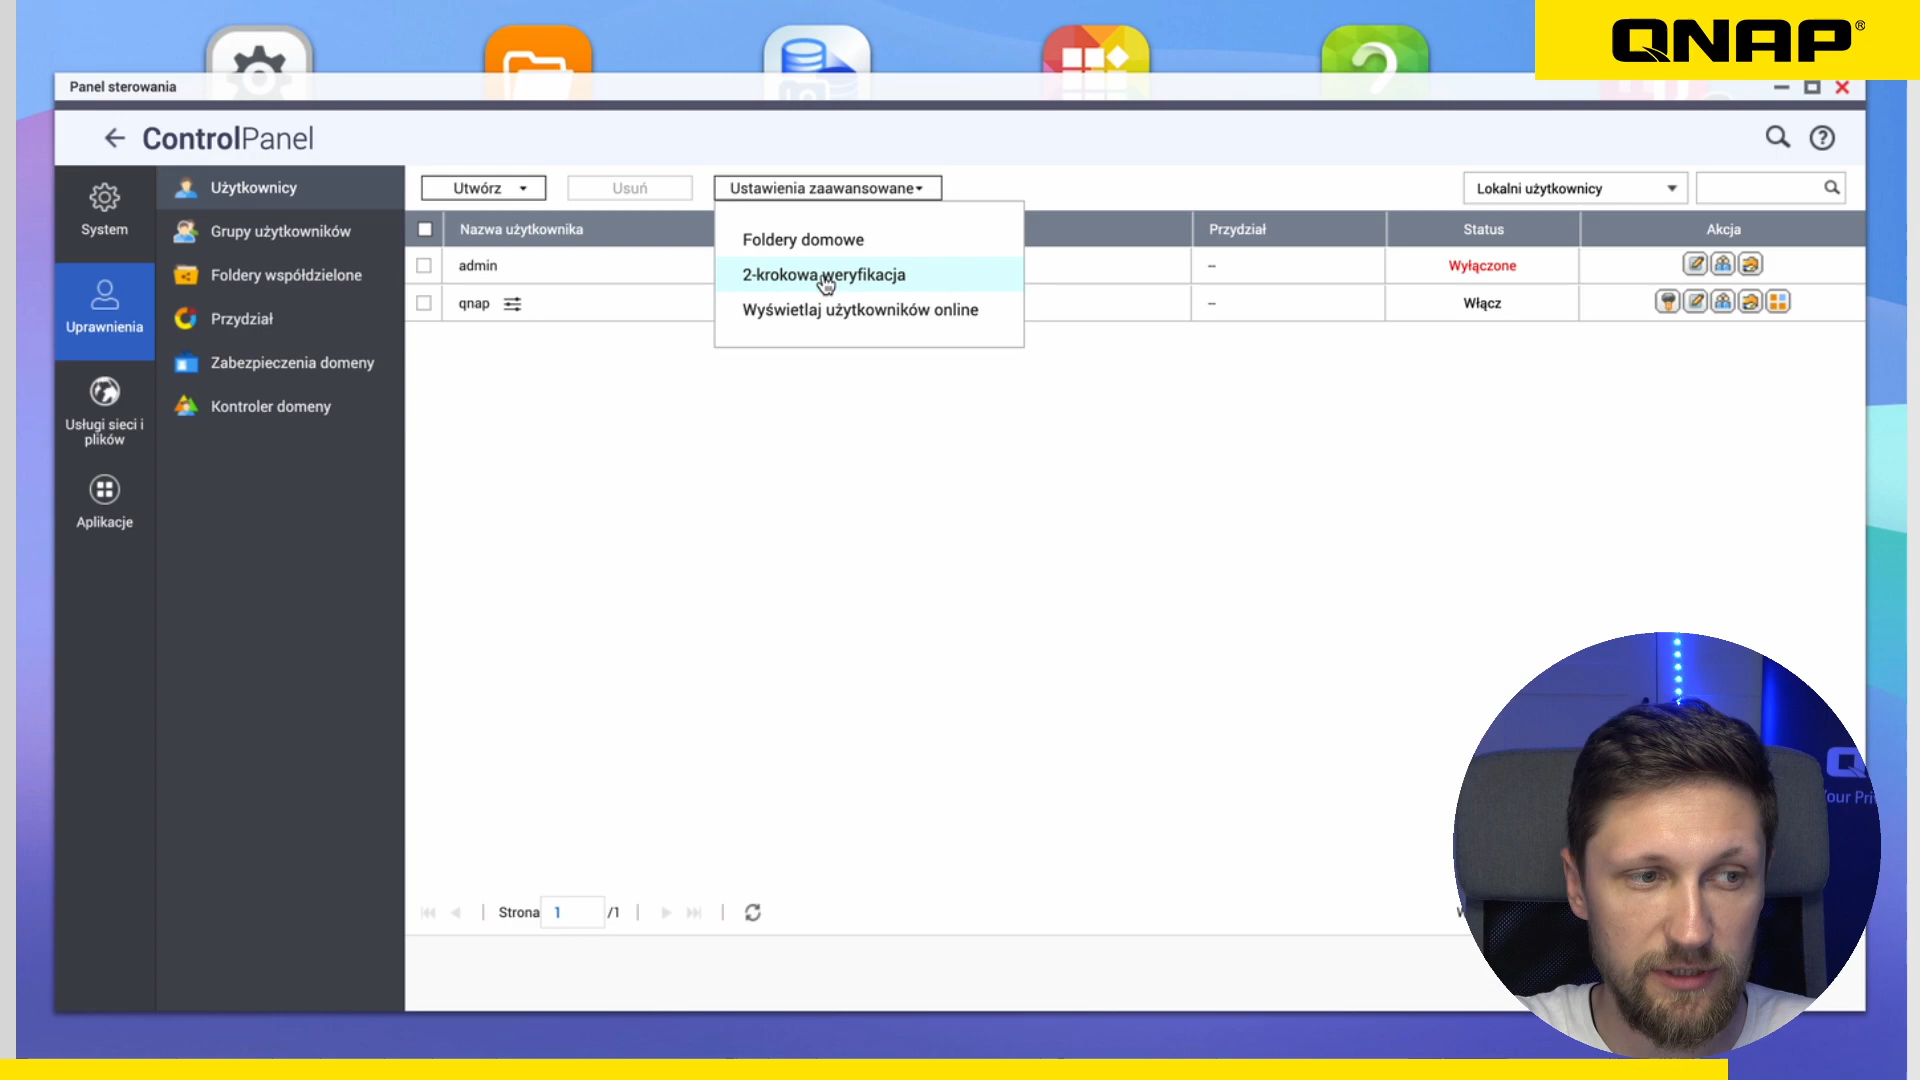 QNAP®
Panel sterowania
ControlPanel
System
Uprawnienia
Usługi sieci i
plików
Aplikacje
Użytkownicy
Grupy użytkowników
Foldery współdzielone
Przydział
Zabezpieczenia domeny
Kontroler domeny
Utwórz
Usuń
Ustawienia zaawansowane
Lokalni użytkownicy
Nazwa użytkownika
Przydział
Status
Akcja
admin
--
Wyłączone
qnap
--
Włącz
Foldery domowe
2-krokowa weryfikacja
Wyświetlaj użytkowników online
Strona 1 /1